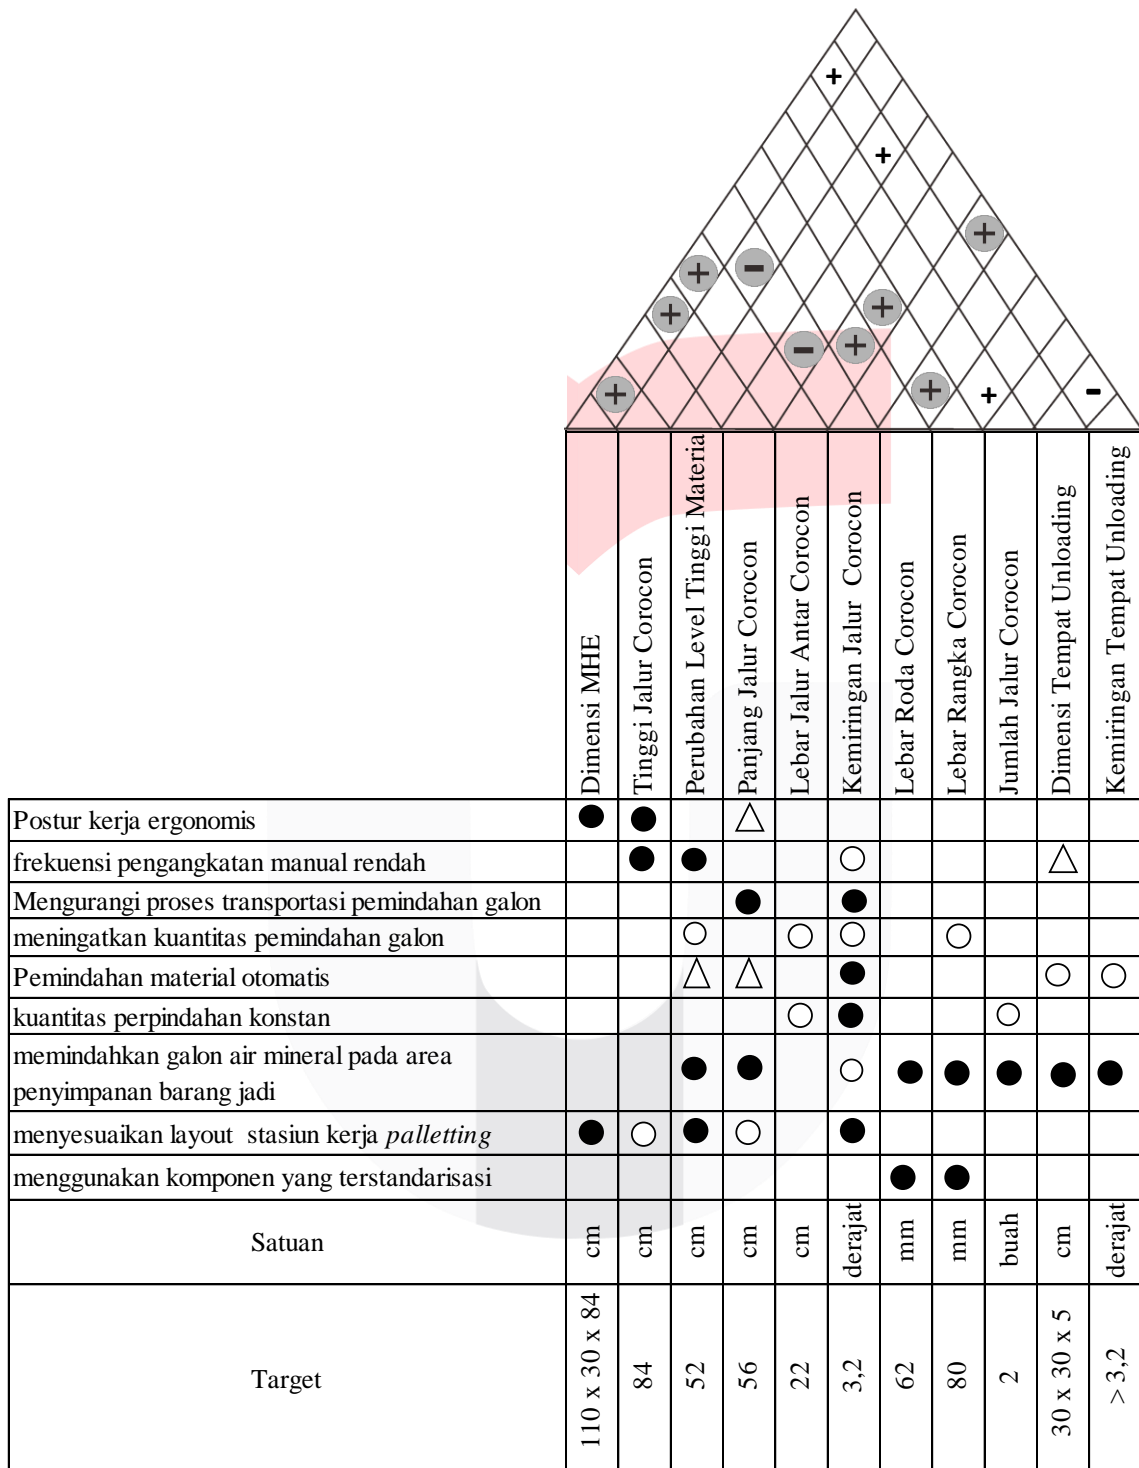 +
+
+
+
-
+
+
-
+
+
+
+
-
Dimensi MHE
Tinggi Jalur Corocon
Perubahan Level Tinggi Materia
Panjang Jalur Corocon
Lebar Jalur Antar Corocon
Kemiringan Jalur Corocon
Lebar Roda Corocon
Lebar Rangka Corocon
Jumlah Jalur Corocon
Dimensi Tempat Unloading
Kemiringan Tempat Unloading
Postur kerja ergonomis
frekuensi pengangkatan manual rendah
Mengurangi proses transportasi pemindahan galon
meningatkan kuantitas pemindahan galon
Pemindahan material otomatis
kuantitas perpindahan konstan
memindahkan galon air mineral pada area
penyimpanan barang jadi
menyesuaikan layout stasiun kerja palletting
menggunakan komponen yang terstandarisasi
Satuan
cm
cm
cm
cm
cm
derajat
mm
mm
buah
cm
derajat
Target
110 x 30 x 84
84
52
56
22
3,2
62
80
2
30 x 30 x 5
> 3,2